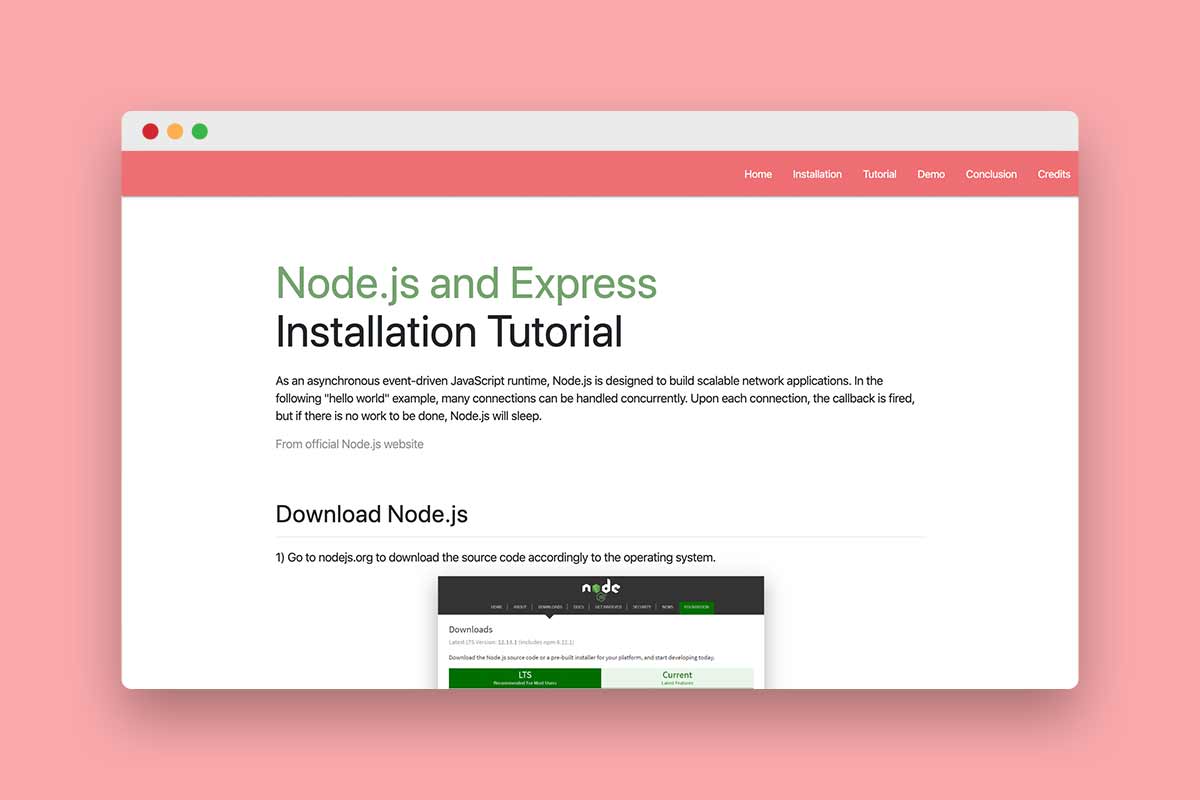 Home Installation Tutorial Demo Conclusion Credits
Node.js and Express
Installation Tutorial
As an asynchronous event-driven JavaScript runtime, Node.js is designed to build scalable network applications. In the
following "hello world" example, many connections can be handled concurrently. Upon each connection, the callback is fired,
but if there is no work to be done, Node.js will sleep.
From official Node.js website
Download Node.js
1) Go to nodejs.org to download the source code accordingly to the operating system.
node
JS
HOME | ABOUT | DOWNLOADS | DOCS | GET INVOLVED | SECURITY | NEWS | FOUNDATION
Downloads
Latest LTS Version: (includes npm
Download the Node.js source code or a pre-built installer for your platform, and start developing today.
LTS
Recommended For Most Users
Current
Latest Features